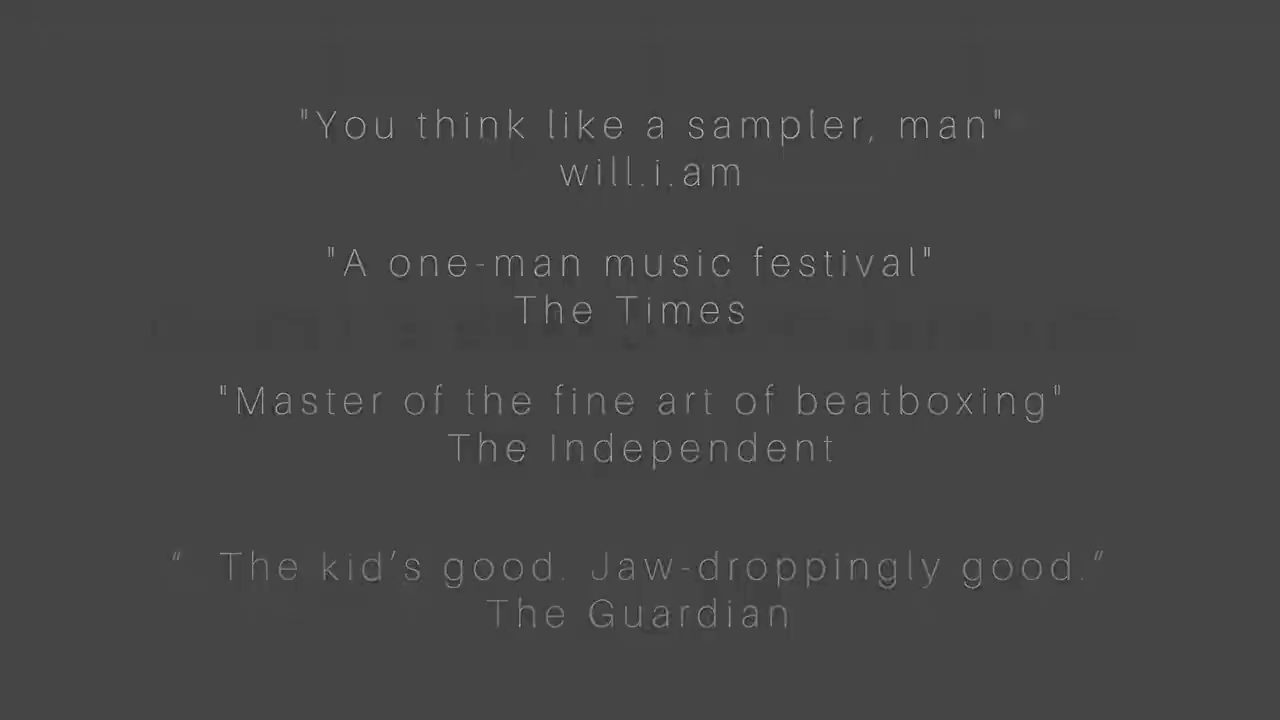 "You think like a sampler, man"
will.i.am
"A one-man music festival"
The Times
"Master of the fine art of beatboxing"
The Independent
“ The kid’s good. Jaw-droppingly good.”
The Guardian